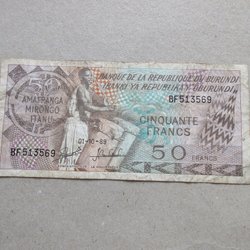 BANQUE DE LA REPUBLIQUE DU BURUNDI
IBANKI YA REPUBLIKA Y'UBURUNDI
50
AMAFRANGA
MIRONGO
ITANU
BF513569
CINQUANTE
FRANCS
01-10-89
BF513569
50
FRANCS